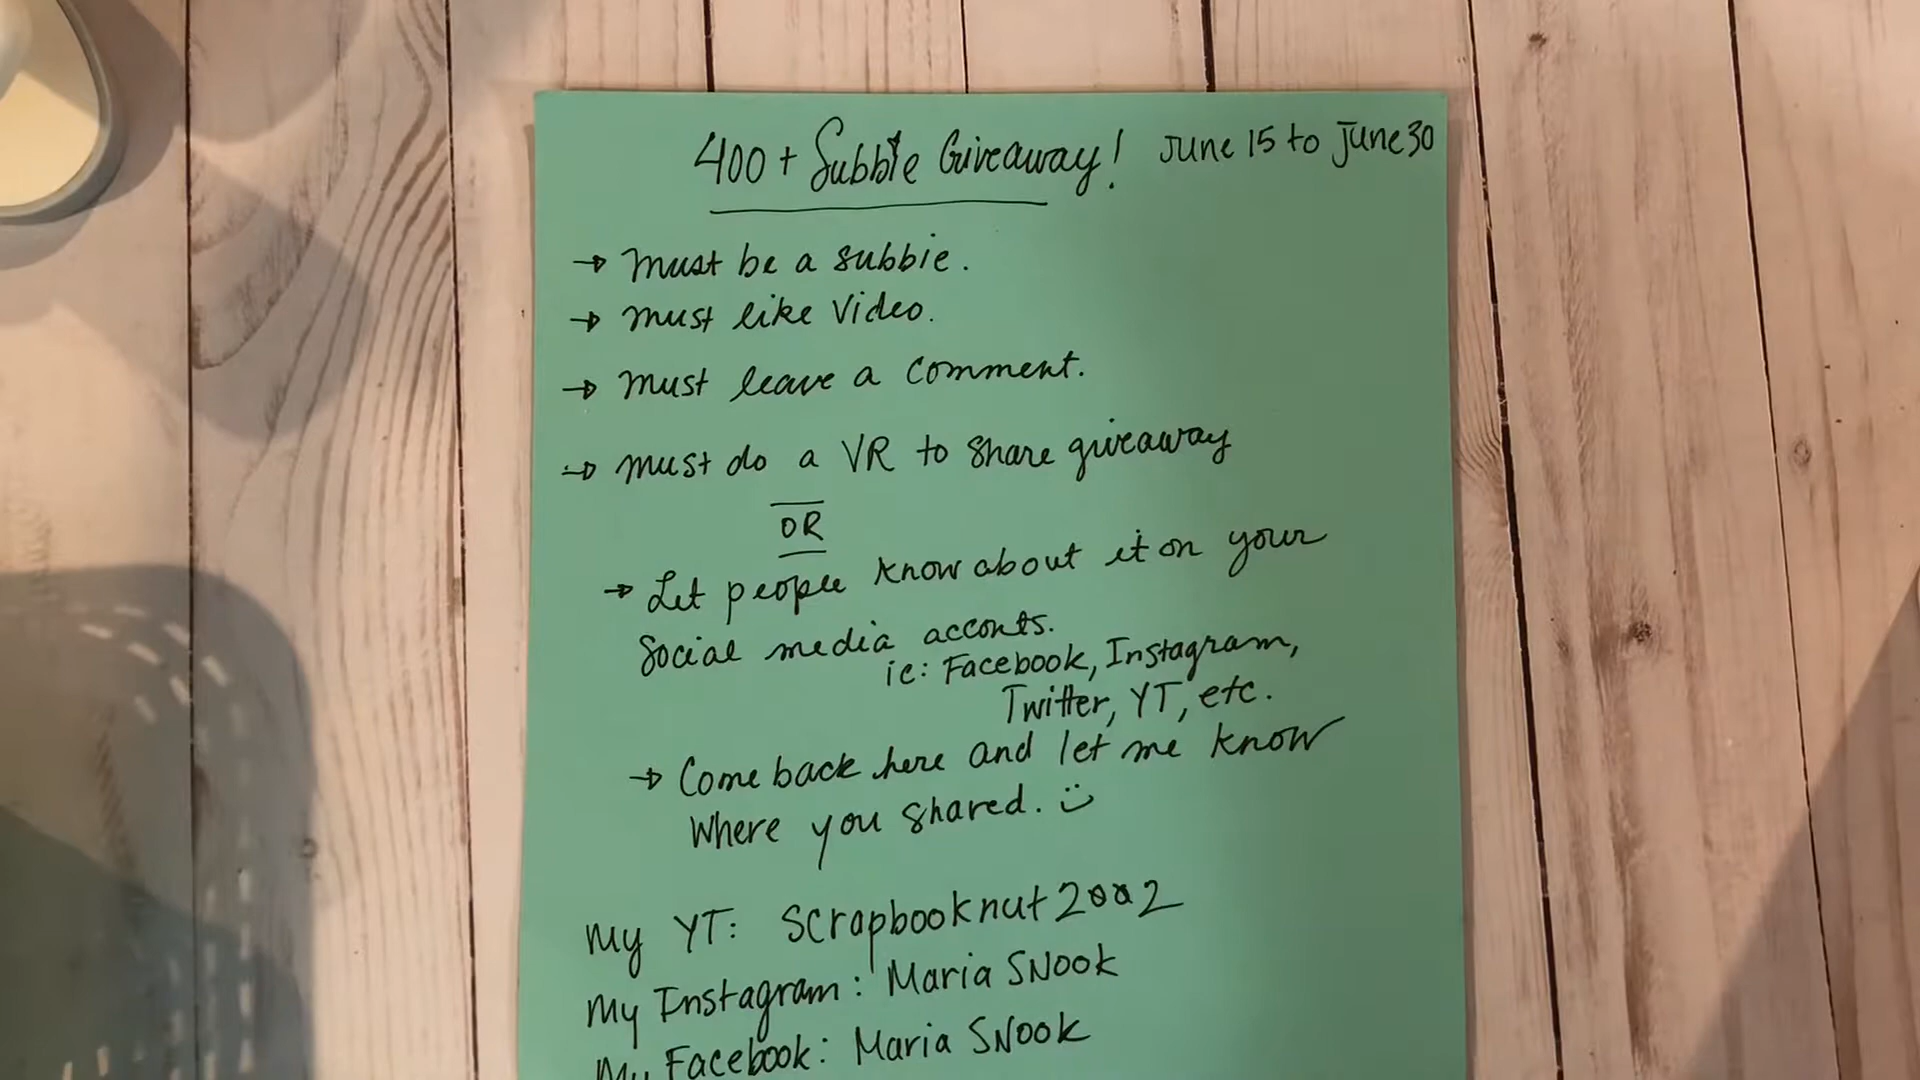 400+ Subbie Giveaway! June 15 to June 30
→ Must be a subbie.
→ Must like Video.
→ Must leave a comment.
→ Must do a VR to share giveaway
OR
→ Let people know about it on your
Social media acconts.
ie: Facebook, Instagram,
Twitter, YT, etc.
→ Come back here and let me know
Where you shared. :)
My YT: Scrapbooknut2002
My Instagram: Maria SNook
My Facebook: Maria SNook